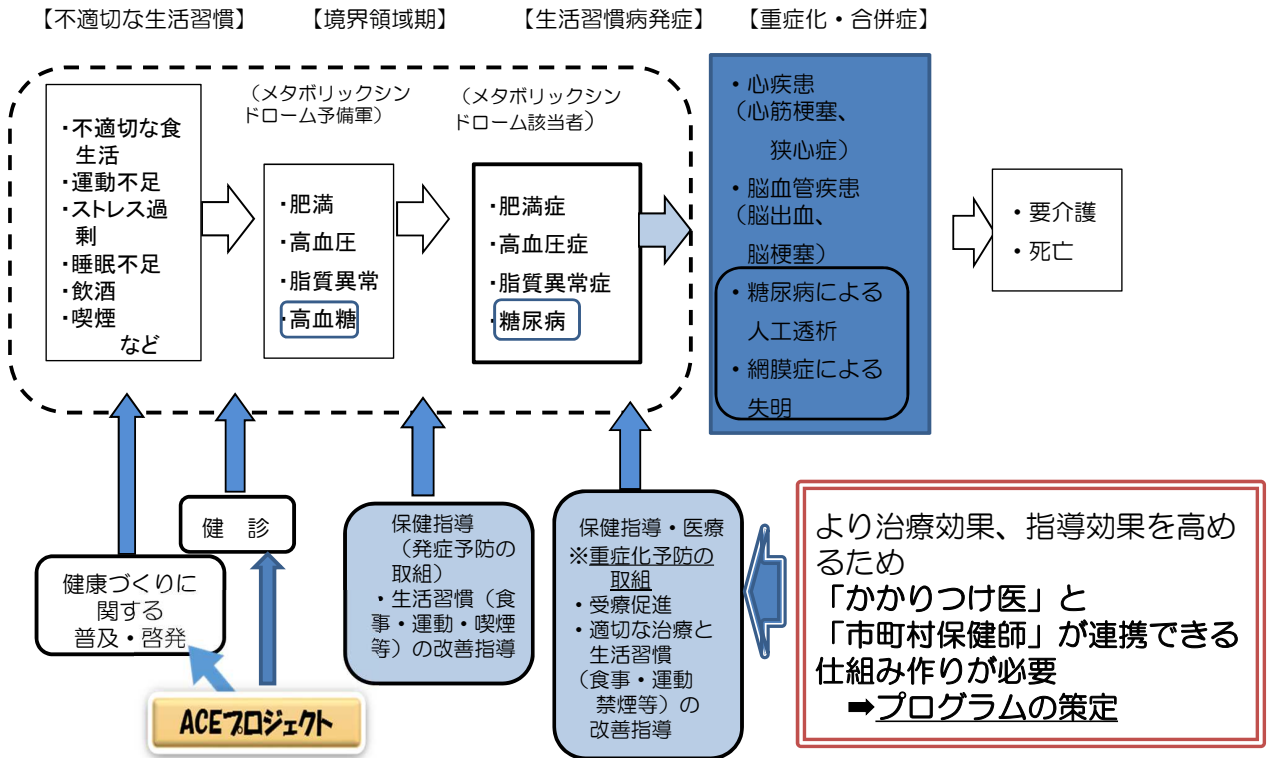 【不適切な生活習慣】
【境界領域期】
【生活習慣病発症】
【重症化・合併症】
・不適切な食
生活
・運動不足
・ストレス過
剰
・睡眠不足
・飲酒
・喫煙
など
（メタボリックシン
ドローム予備軍）
・肥満
・高血圧
・脂質異常
・高血糖
（メタボリックシン
ドローム該当者）
・肥満症
・高血圧症
・脂質異常症
・糖尿病
・心疾患
（心筋梗塞、
狭心症）
・脳血管疾患
（脳出血、
脳梗塞）
・糖尿病による
人工透析
・網膜症による
失明
・要介護
・死亡
健康づくりに
関する
普及・啓発
健　診
ACEプロジェクト
保健指導
（発症予防の
取組）
・生活習慣（食
事・運動・喫煙
等）の改善指導
保健指導・医療
※重症化予防の
取組
・受療促進
・適切な治療と
生活習慣
（食事・運動
禁煙等）の
改善指導
より治療効果、指導効果を高め
るため
「かかりつけ医」と
「市町村保健師」が連携できる
仕組み作りが必要
➡プログラムの策定